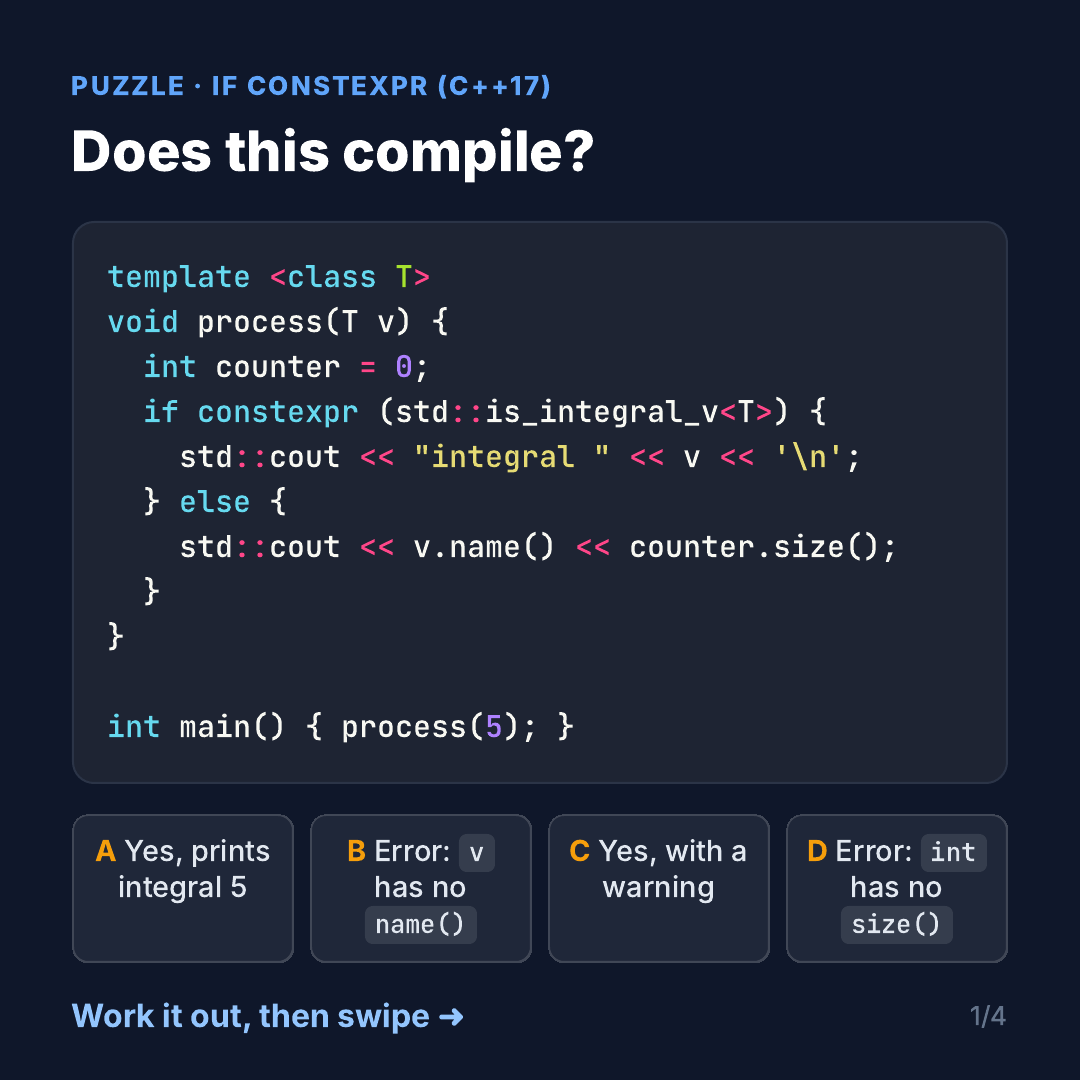 PUZZLE · IF CONSTEXPR (C++17)
Does this compile?
template <class T>
void process(T v) {
  int counter = 0;
  if constexpr (std::is_integral_v<T>) {
    std::cout << "integral " << v << '\n';
  } else {
    std::cout << v.name() << counter.size();
  }
}
int main() { process(5); }
A Yes, prints
integral 5
B Error: v
has no
name()
C Yes, with a
warning
D Error: int
has no
size()
Work it out, then swipe ➜
1/4